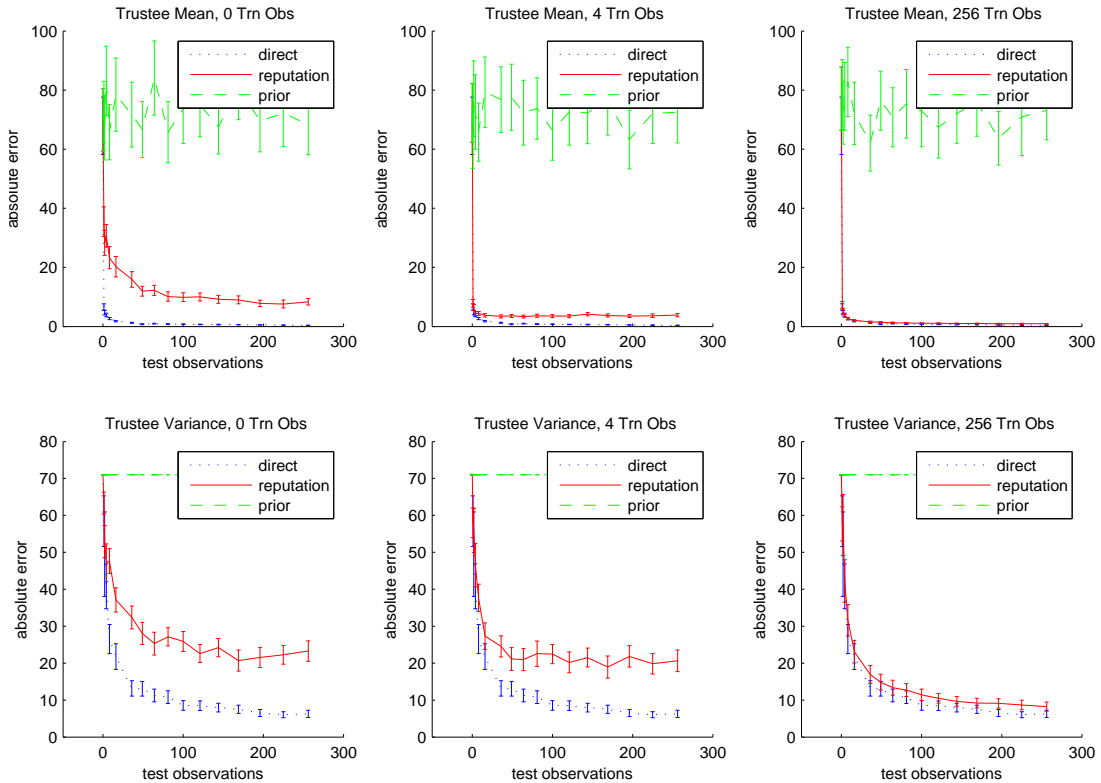 Trustee Mean, 0 Trn Obs
100
80
60
40
20
0
absolute error
direct
reputation
prior
0
100
200
300
test observations
Trustee Mean, 4 Trn Obs
100
80
60
40
20
0
absolute error
direct
reputation
prior
0
100
200
300
test observations
Trustee Mean, 256 Trn Obs
100
80
60
40
20
0
absolute error
direct
reputation
prior
0
100
200
300
test observations
Trustee Variance, 0 Trn Obs
80
70
60
50
40
30
20
10
0
absolute error
direct
reputation
prior
0
100
200
300
test observations
Trustee Variance, 4 Trn Obs
80
70
60
50
40
30
20
10
0
absolute error
direct
reputation
prior
0
100
200
300
test observations
Trustee Variance, 256 Trn Obs
80
70
60
50
40
30
20
10
0
absolute error
direct
reputation
prior
0
100
200
300
test observations